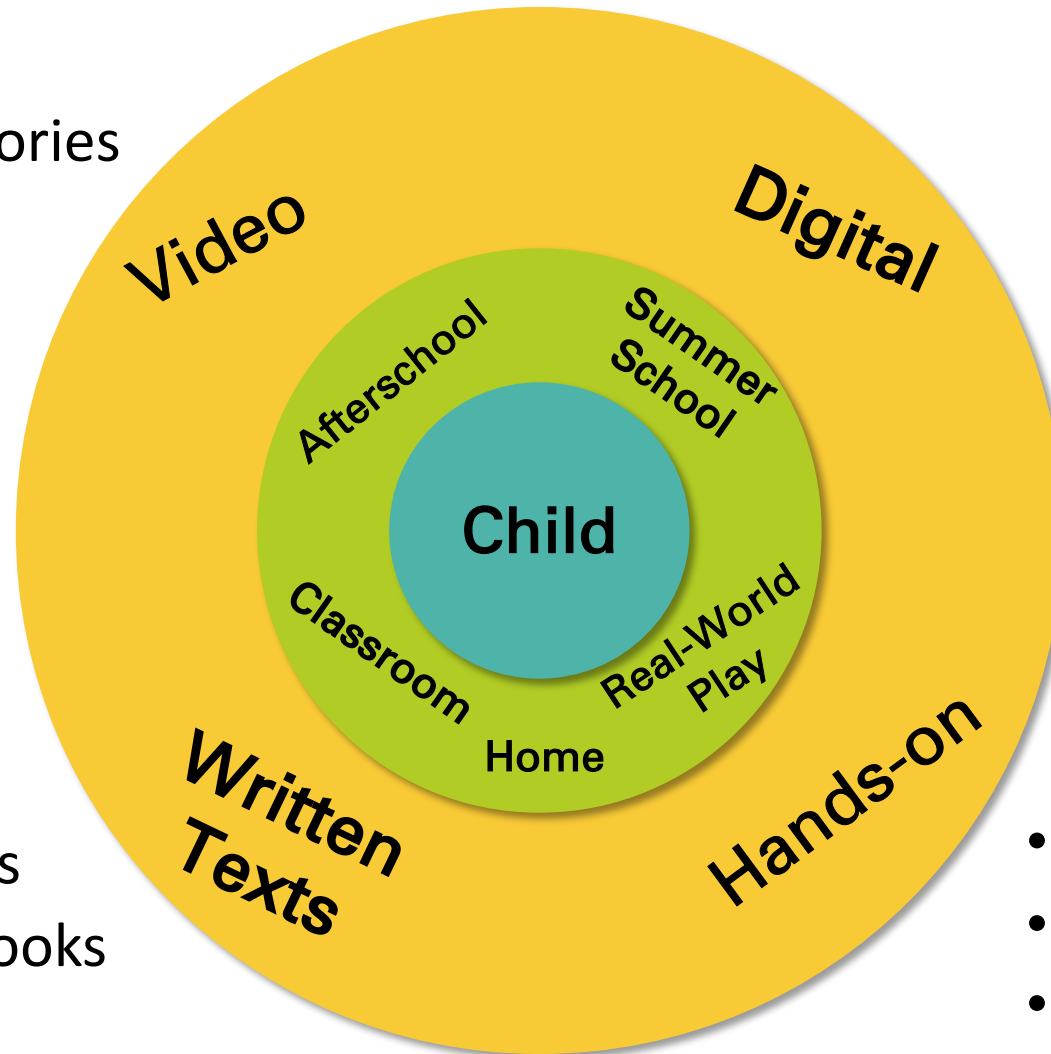 ories
Video
Digital
Afterschool
Summer
School
Child
Classroom
Real-World
Play
Home
Written
Texts
Hands-on
s
ooks
•
•
•